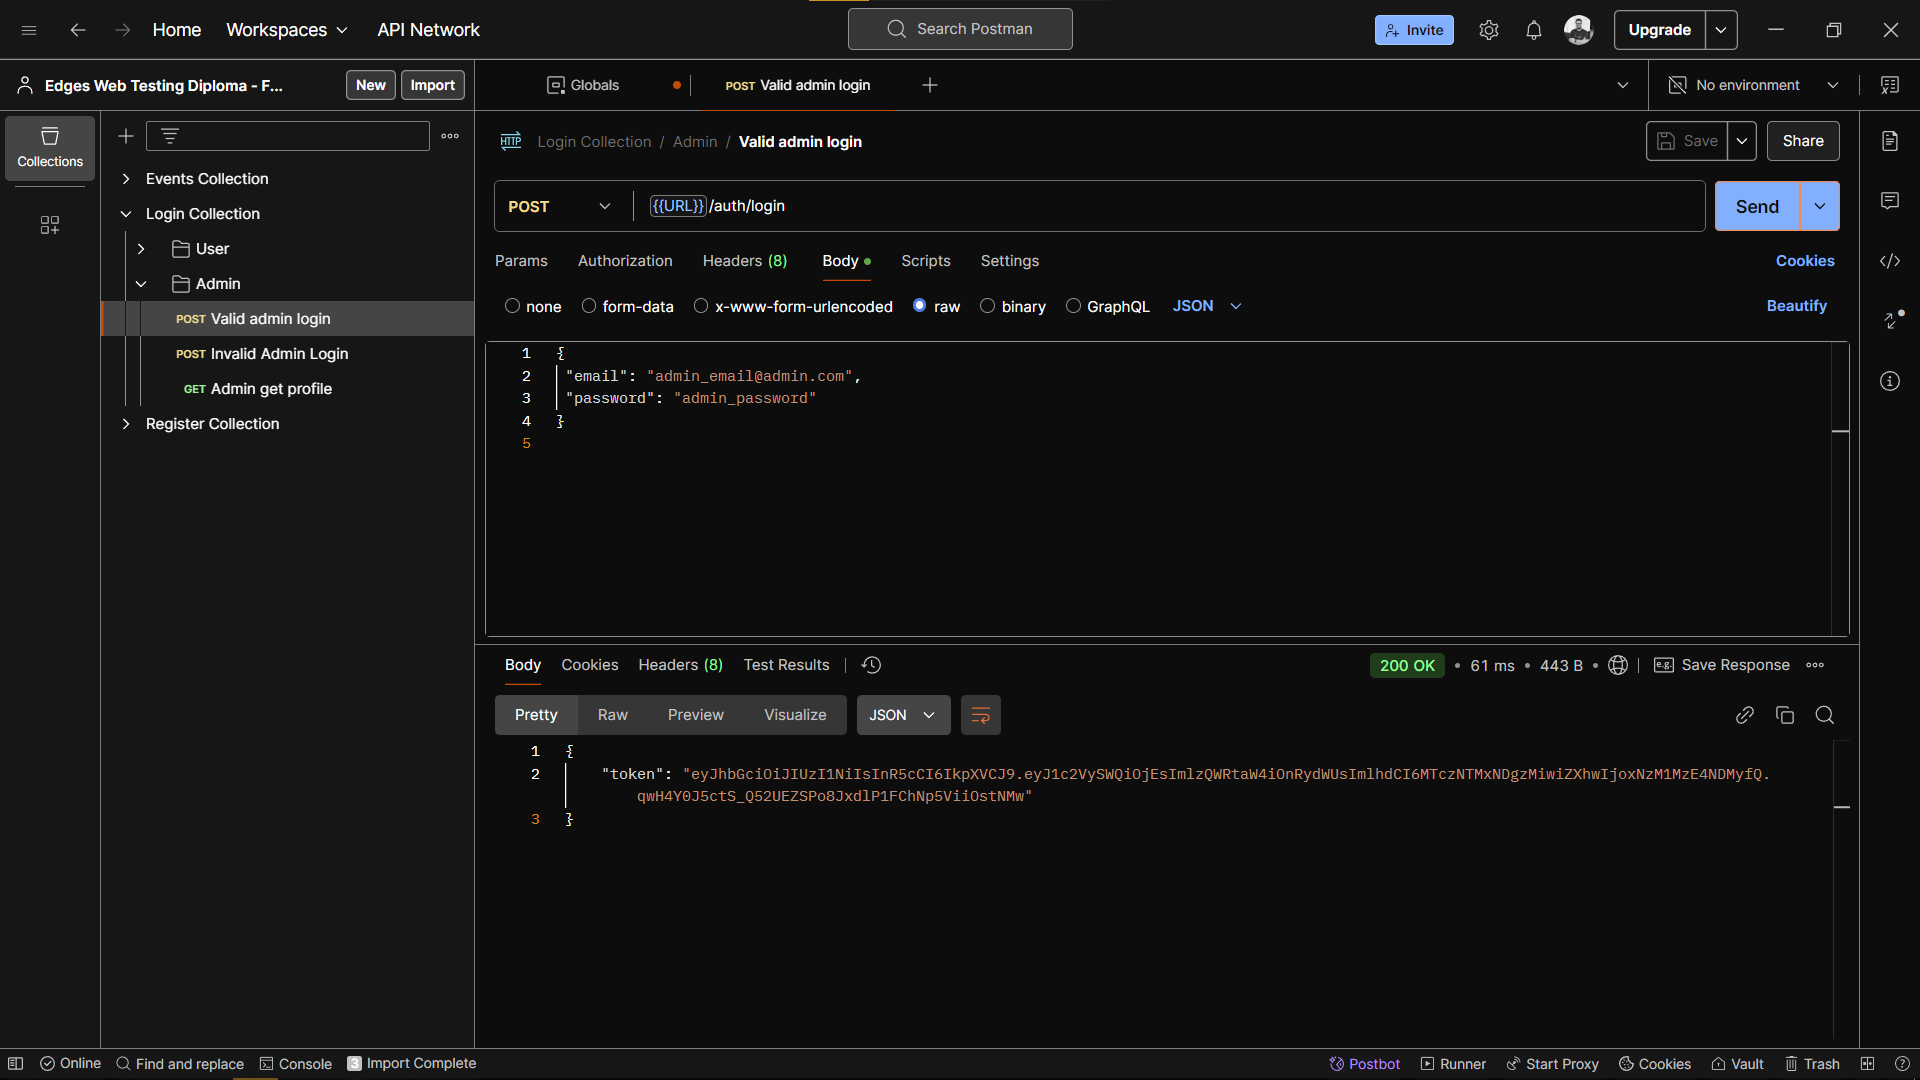 Home Workspaces API Network Search Postman Invite Upgrade
Edges Web Testing Diploma - F... New Import Globals POST Valid admin login No environment
Collections
Events Collection
Login Collection
User
Admin
POST Valid admin login
POST Invalid Admin Login
GET Admin get profile
Register Collection
HTTP Login Collection / Admin / Valid admin login Save Share
POST {{URL}}/auth/login Send
Params Authorization Headers (8) Body Scripts Settings Cookies
none form-data x-www-form-urlencoded raw binary GraphQL JSON Beautify
1 {
2 "email": "admin_email@admin.com",
3 "password": "admin_password"
4 }
5
Body Cookies Headers (8) Test Results 200 OK • 61 ms • 443 B • e.g. Save Response
Pretty Raw Preview Visualize JSON
1 {
2 "token": "eyJhbGciOiJIUzI1NiIsInR5cCI6IkpXVCJ9.eyJ1c2VySWQiOjEsImlzQWRtaW4iOnRydWUsImlhdCI6MTczNTMxNDgzMiwiZXhwIjoxNzM1MzE4NDMyfQ.
qwH4Y0J5ctS_Q52UEZSPo8JxdlP1FChNp5ViiOstNMw"
3 }
Online Find and replace Console 3 Import Complete Postbot Runner Start Proxy Cookies Vault Trash